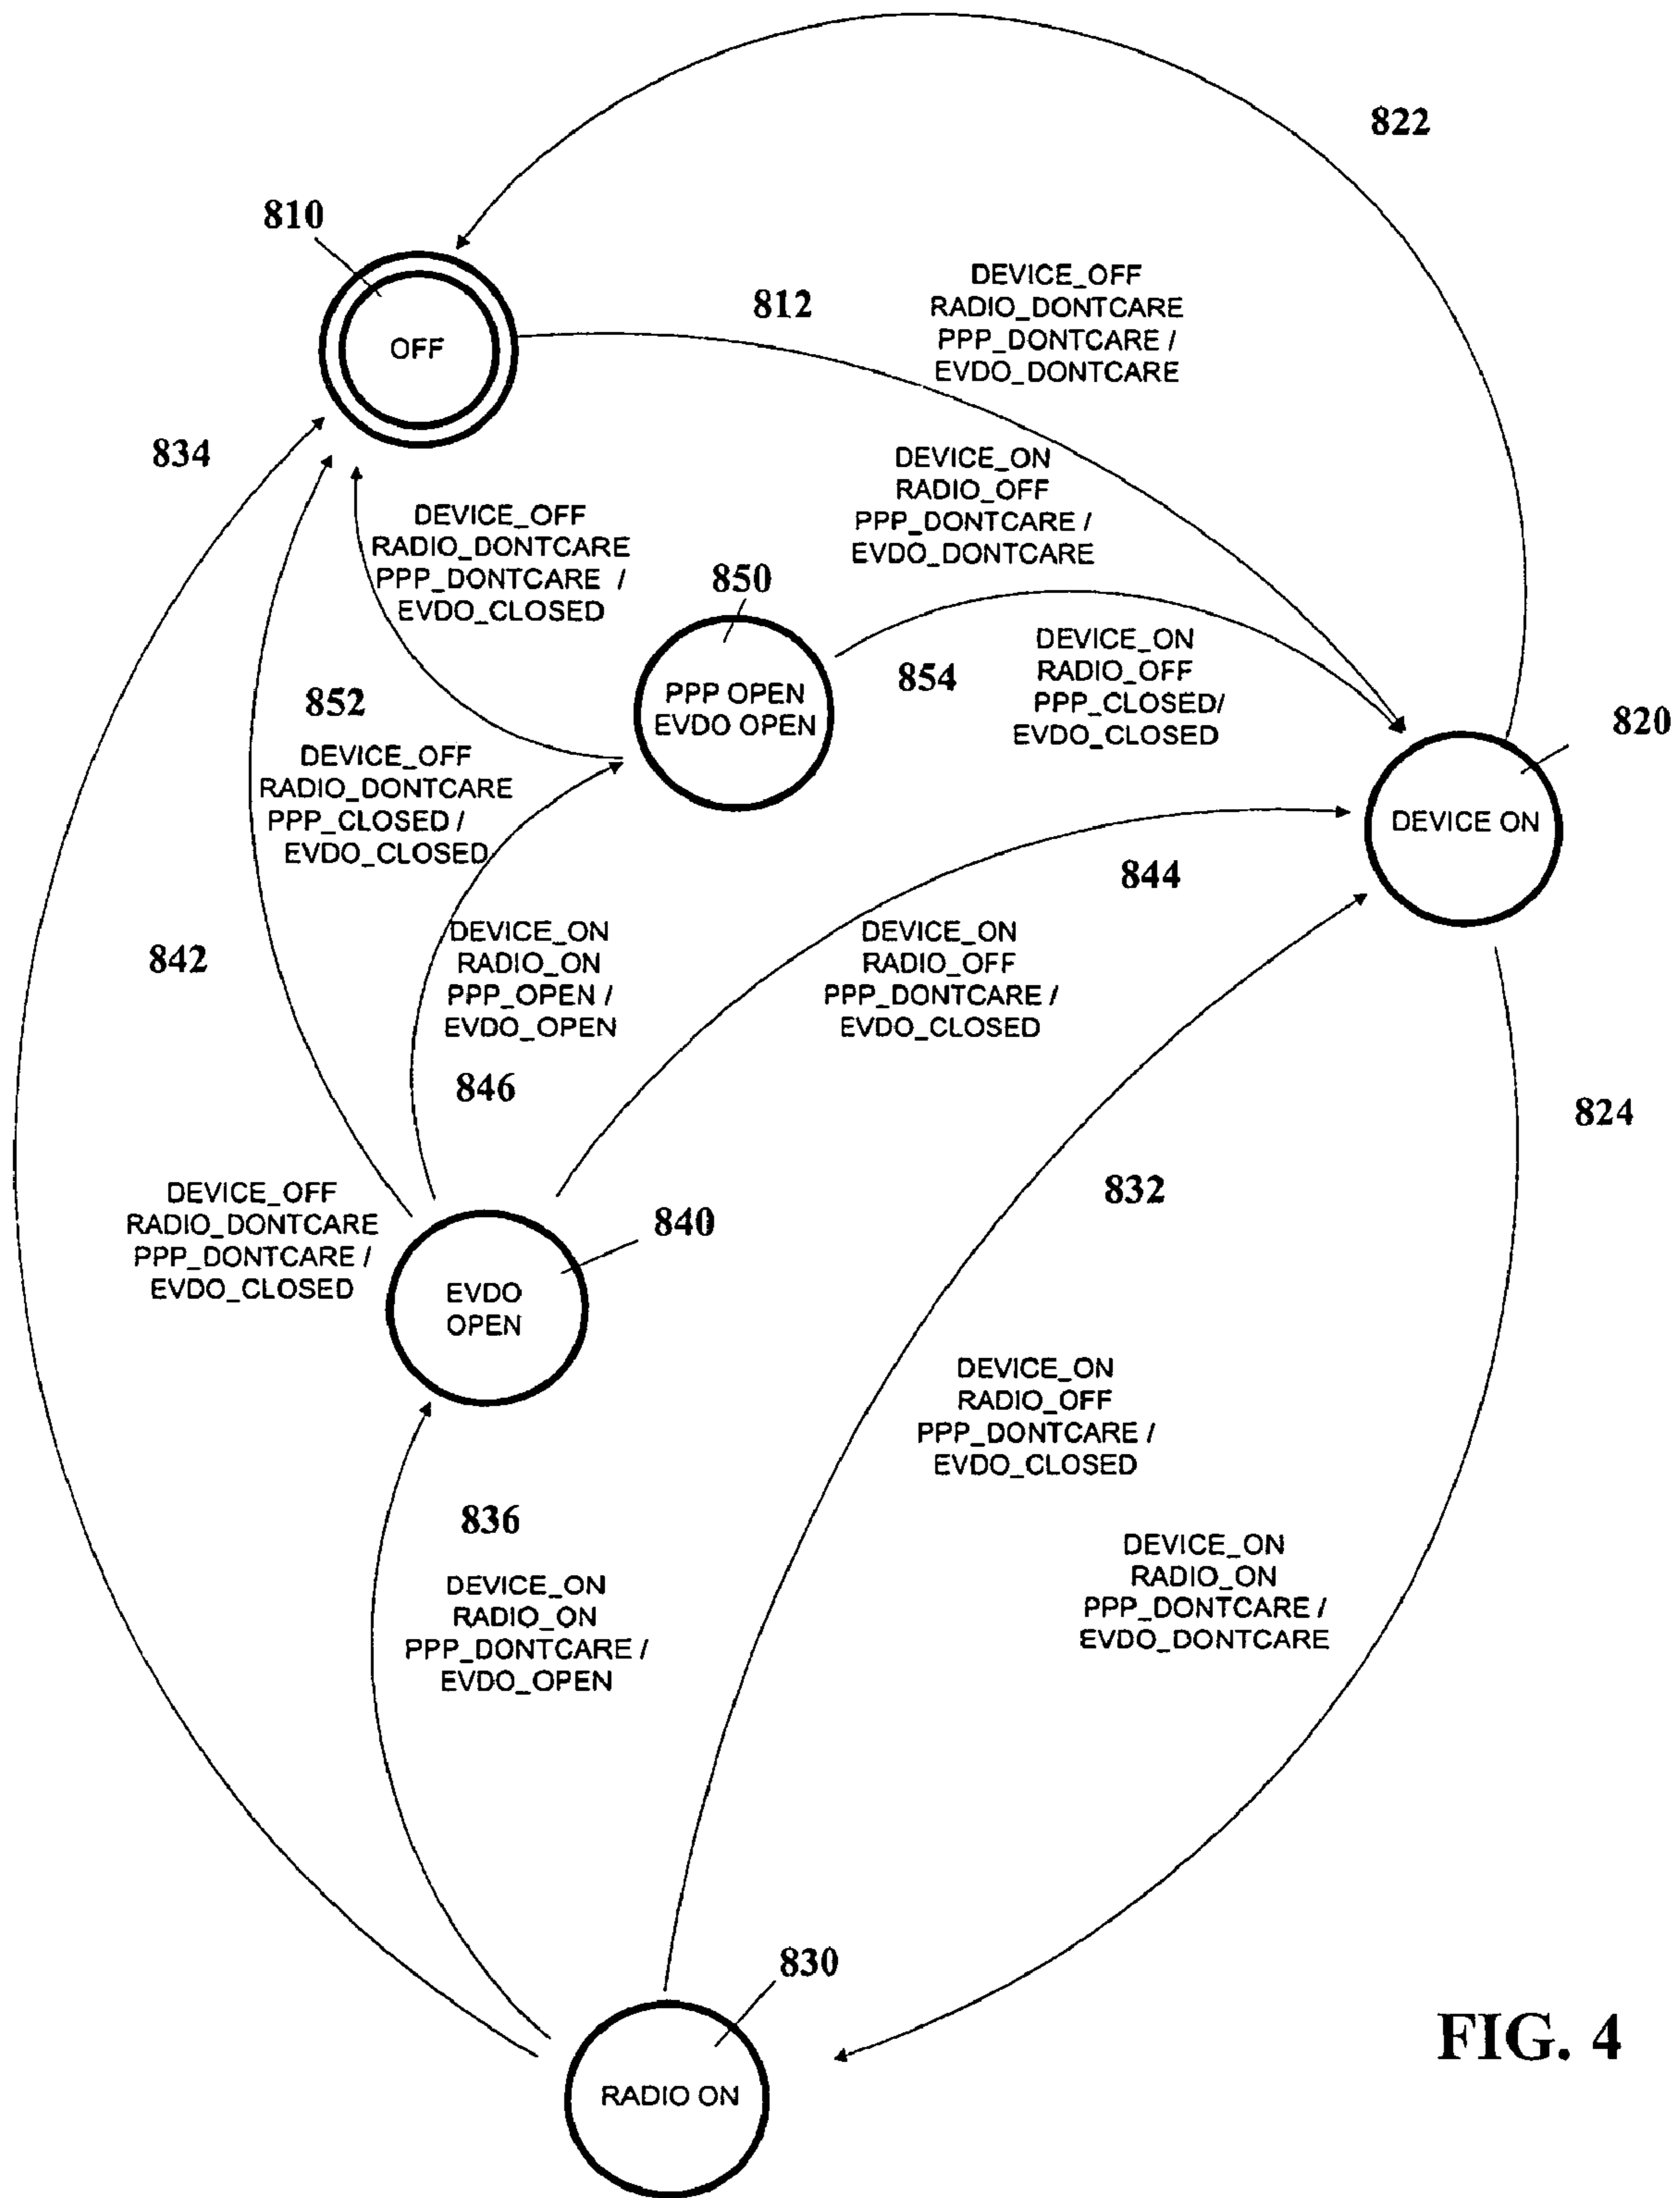 822
810
812
DEVICE_OFF
RADIO_DONTCARE
PPP_DONTCARE /
EVDO_DONTCARE
OFF
834
DEVICE_ON
RADIO_OFF
PPP_DONTCARE /
EVDO_DONTCARE
DEVICE_OFF
RADIO_DONTCARE
PPP_DONTCARE /
EVDO_CLOSED
850
PPP OPEN
EVDO OPEN
854
DEVICE_ON
RADIO_OFF
PPP_CLOSED/
EVDO_CLOSED
820
DEVICE ON
852
DEVICE_OFF
RADIO_DONTCARE
PPP_CLOSED /
EVDO_CLOSED
844
842
DEVICE_ON
RADIO_ON
PPP_OPEN /
EVDO_OPEN
DEVICE_ON
RADIO_OFF
PPP_DONTCARE /
EVDO_CLOSED
846
824
832
DEVICE_OFF
RADIO_DONTCARE
PPP_DONTCARE /
EVDO_CLOSED
840
EVDO
OPEN
DEVICE_ON
RADIO_OFF
PPP_DONTCARE /
EVDO_CLOSED
836
DEVICE_ON
RADIO_ON
PPP_DONTCARE /
EVDO_OPEN
DEVICE_ON
RADIO_ON
PPP_DONTCARE /
EVDO_DONTCARE
830
RADIO ON
FIG. 4